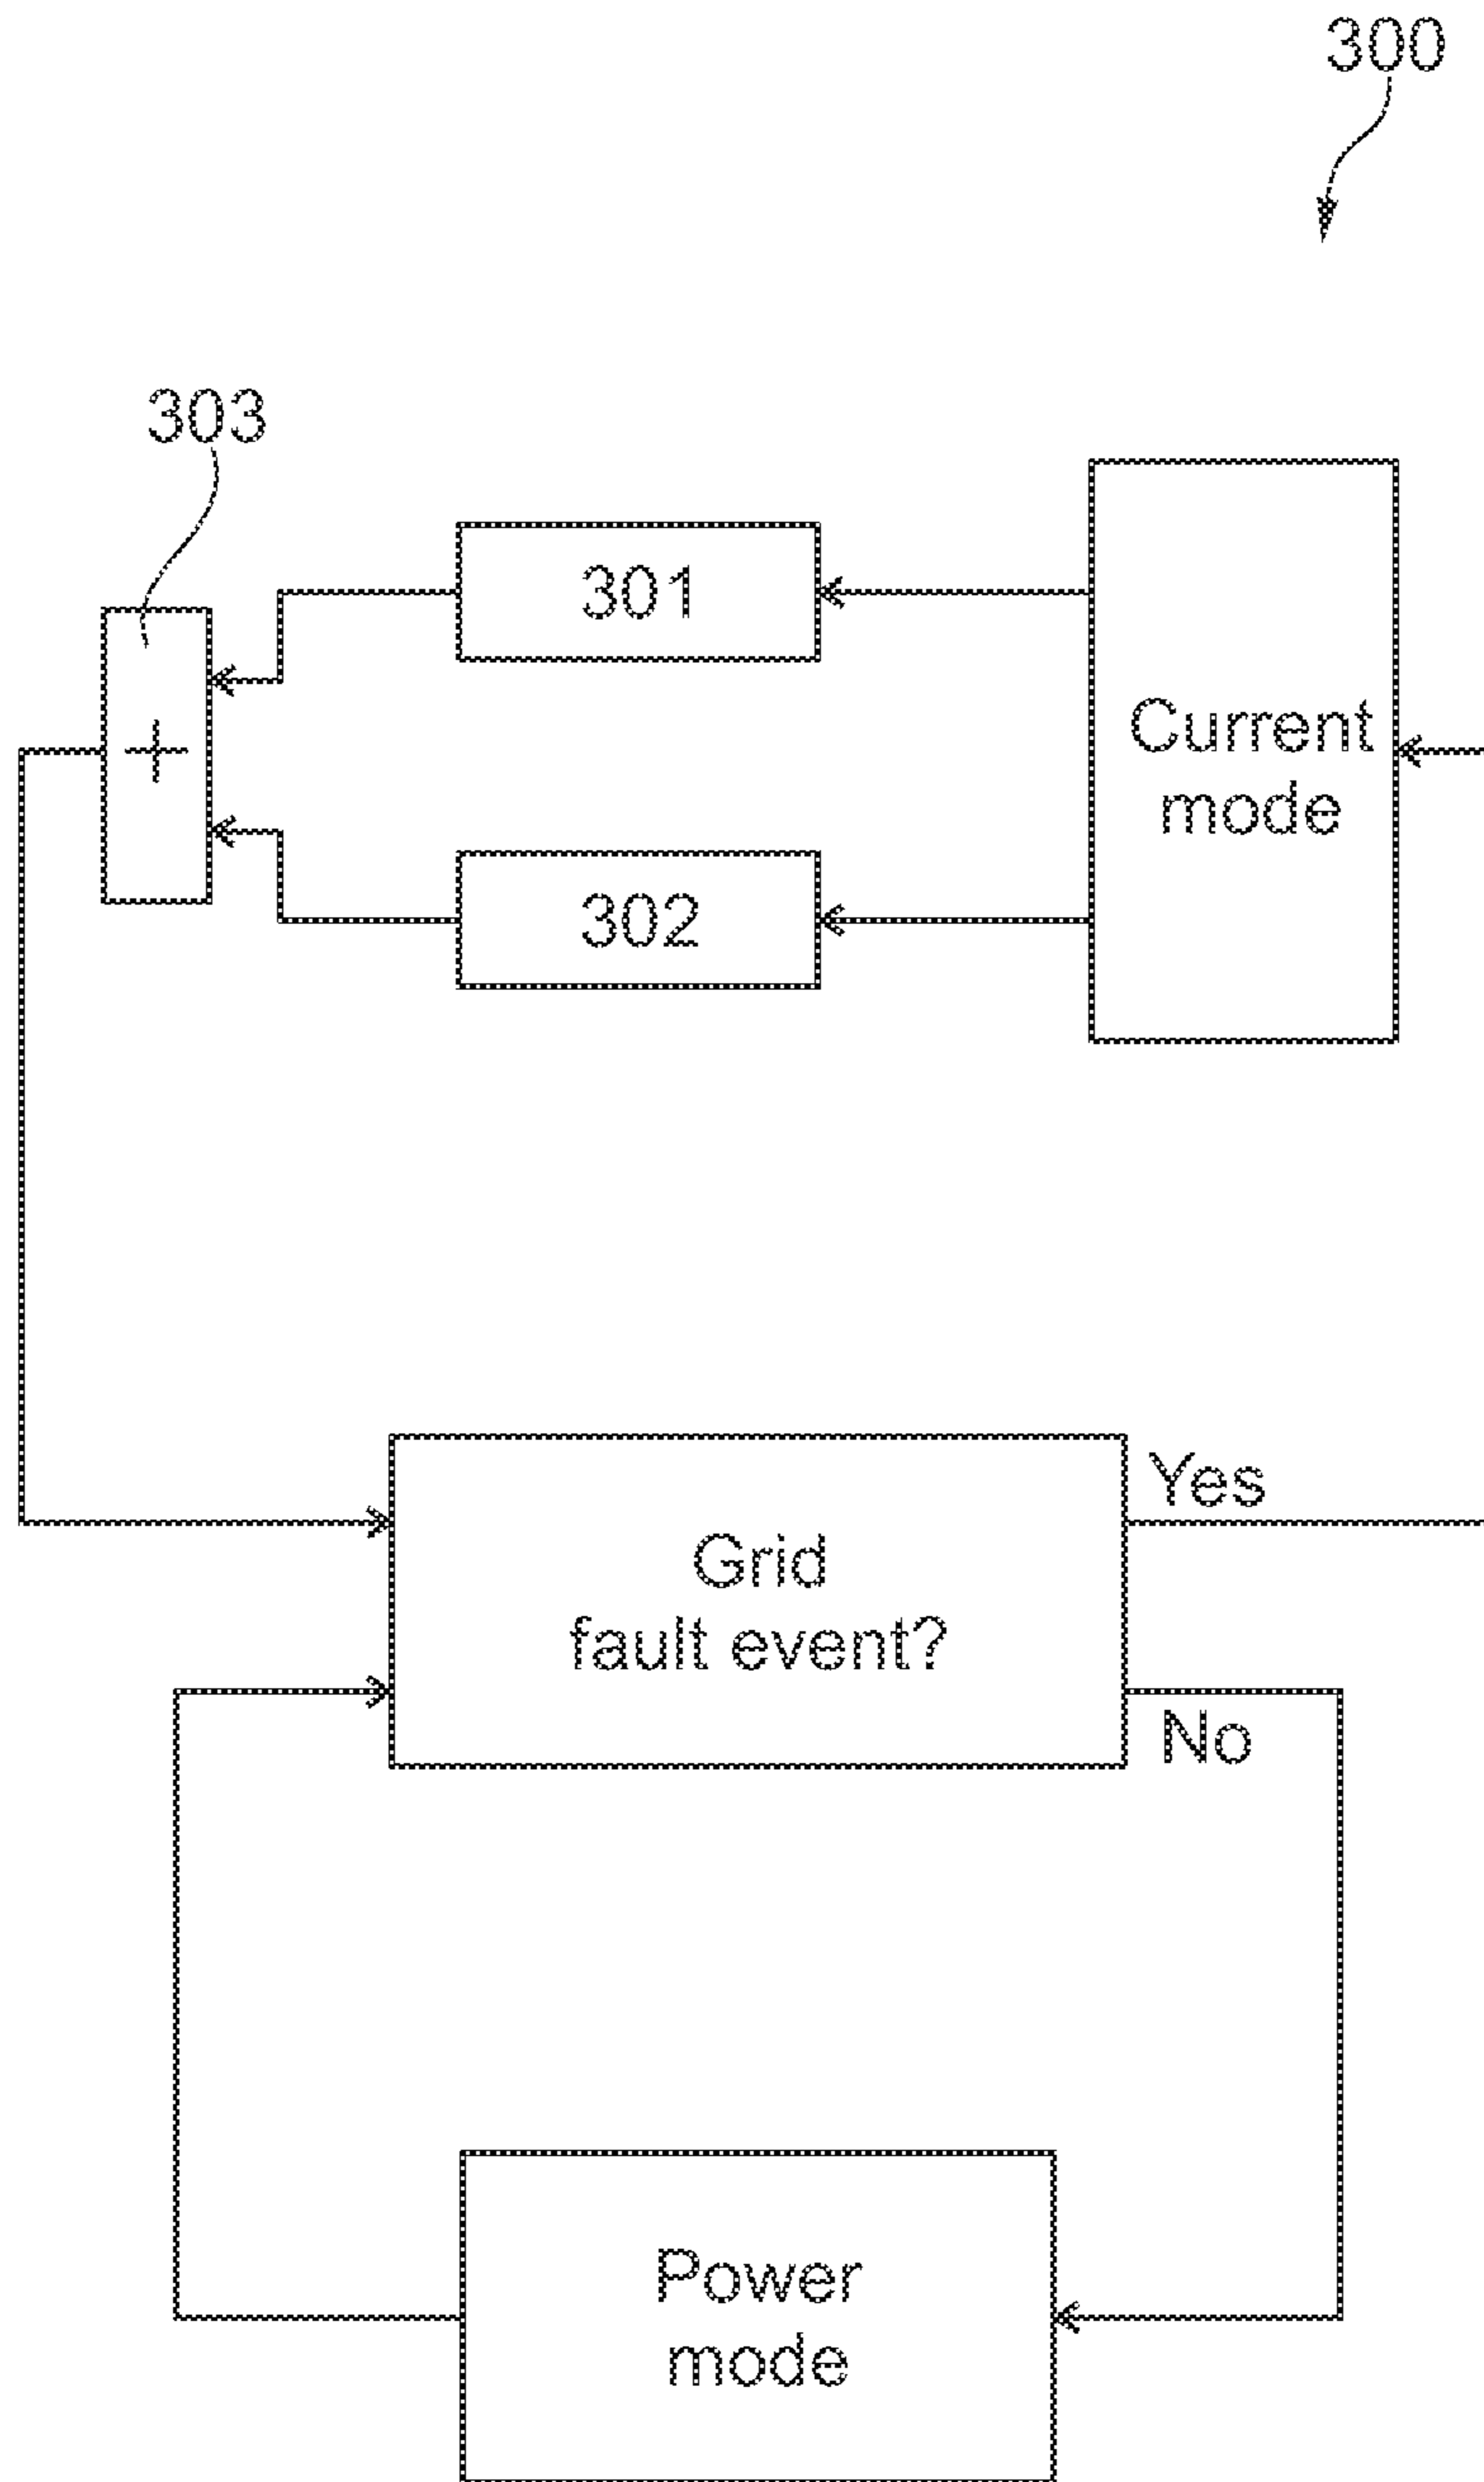 300
303
301
Current
mode
+
302
Yes
Grid
fault event?
No
Power
mode